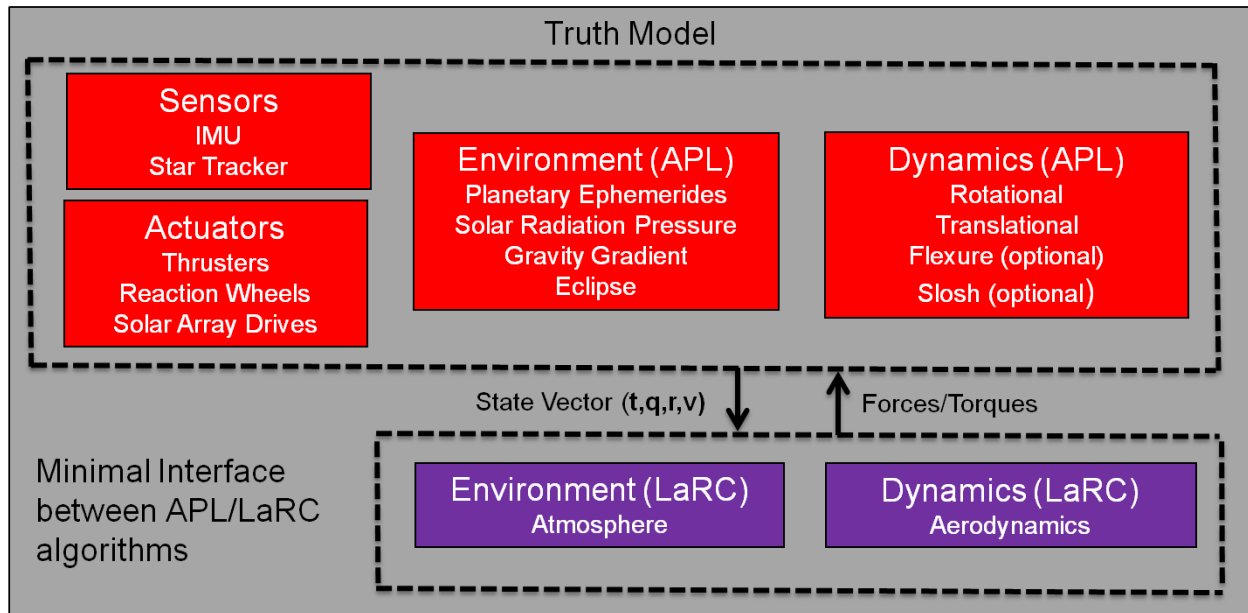 Truth Model
Sensors
IMU
Star Tracker
Actuators
Thrusters
Reaction Wheels
Solar Array Drives
Environment (APL)
Planetary Ephemerides
Solar Radiation Pressure
Gravity Gradient
Eclipse
Dynamics (APL)
Rotational
Translational
Flexure (optional)
Slosh (optional)
State Vector (t,q,r,v)
Forces/Torques
Minimal Interface
between APL/LaRC
algorithms
Environment (LaRC)
Atmosphere
Dynamics (LaRC)
Aerodynamics